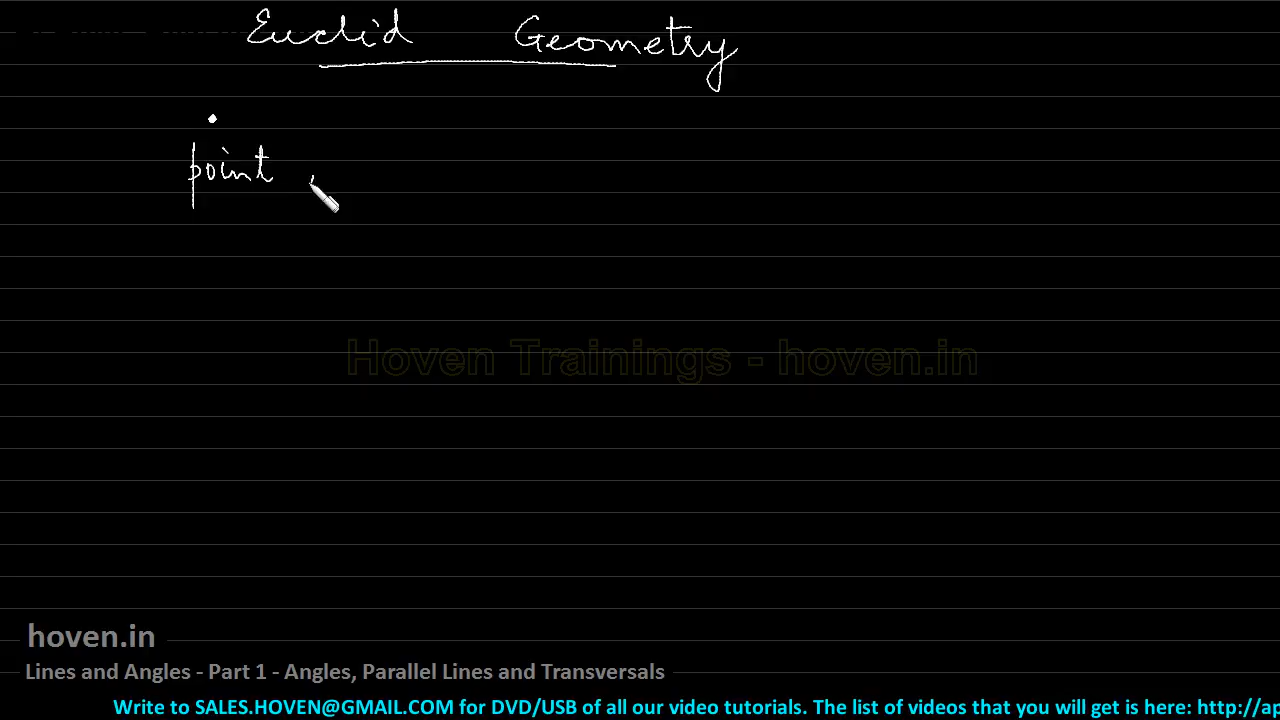 Euclid Geometry
point
Hoven Trainings - hoven.in
hoven.in
Lines and Angles - Part 1 - Angles, Parallel Lines and Transversals
Write to SALES.HOVEN@GMAIL.COM for DVD/USB of all our video tutorials. The list of videos that you will get is here: http://ap